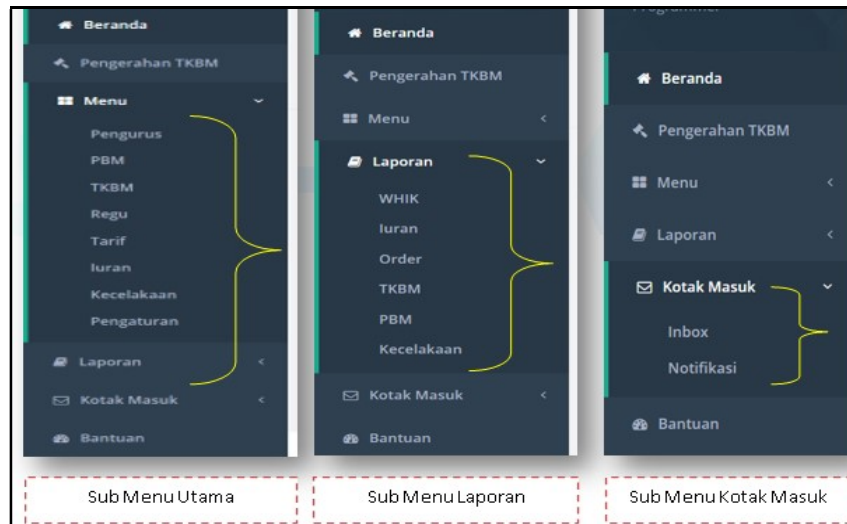 Beranda
Pengerahan TKBM
Menu
Pengurus
PBM
TKBM
Regu
Tarif
Iuran
Kecelakaan
Pengaturan
Laporan
Kotak Masuk
Bantuan
Sub Menu Utama
Beranda
Pengerahan TKBM
Menu
Laporan
WHIK
Iuran
Order
TKBM
PBM
Kecelakaan
Kotak Masuk
Bantuan
Sub Menu Laporan
Beranda
Pengerahan TKBM
Menu
Laporan
Kotak Masuk
Inbox
Notifikasi
Bantuan
Sub Menu Kotak Masuk